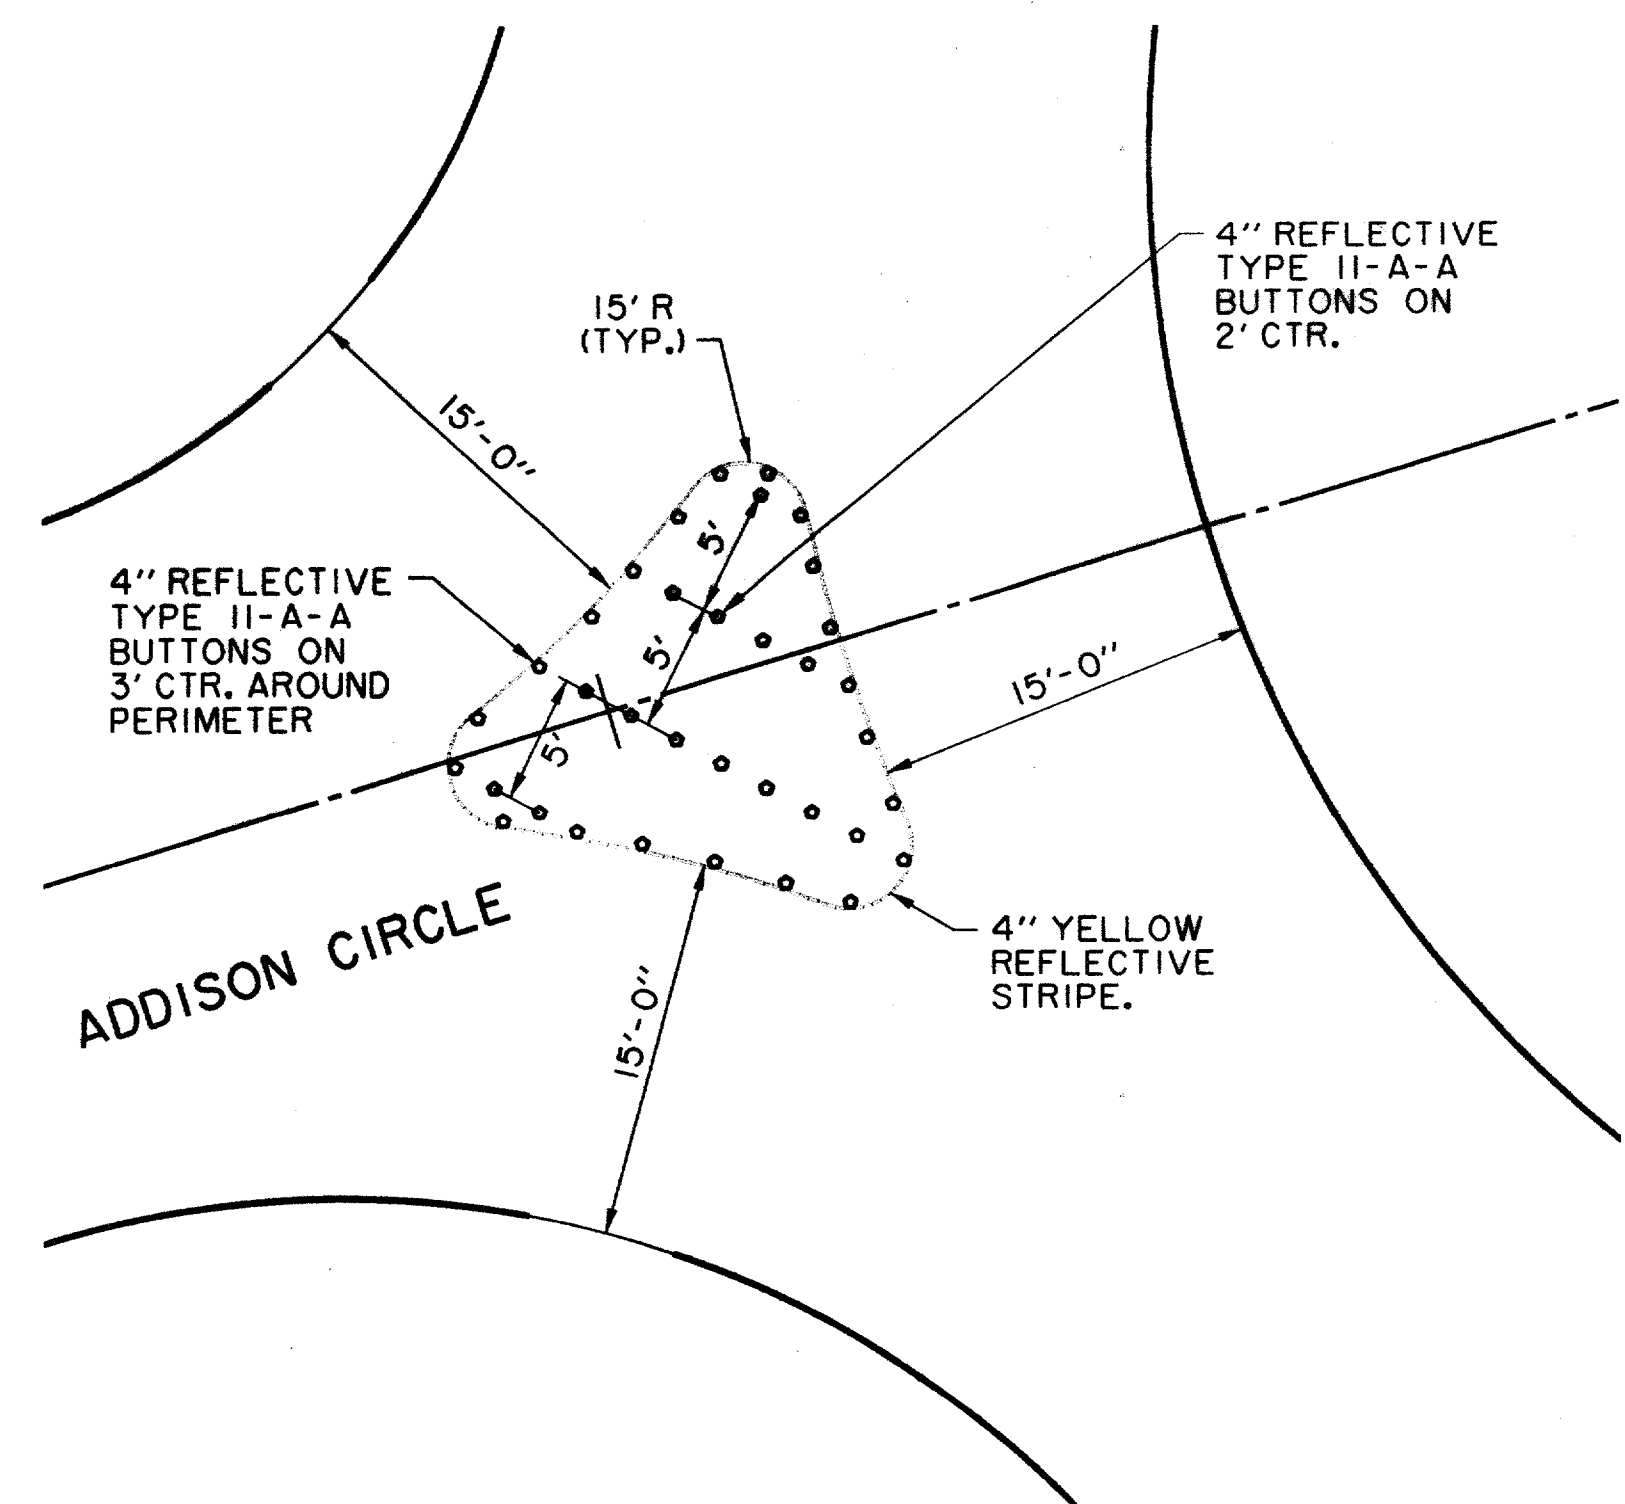 4" REFLECTIVE
TYPE II-A-A
BUTTONS ON
2' CTR.
15' R
(TYP.)
15'-0"
5'
5'
4" REFLECTIVE
TYPE II-A-A
BUTTONS ON
3' CTR. AROUND
PERIMETER
15'-0"
5'
ADDISON CIRCLE
4" YELLOW
REFLECTIVE
STRIPE.
15'-0"